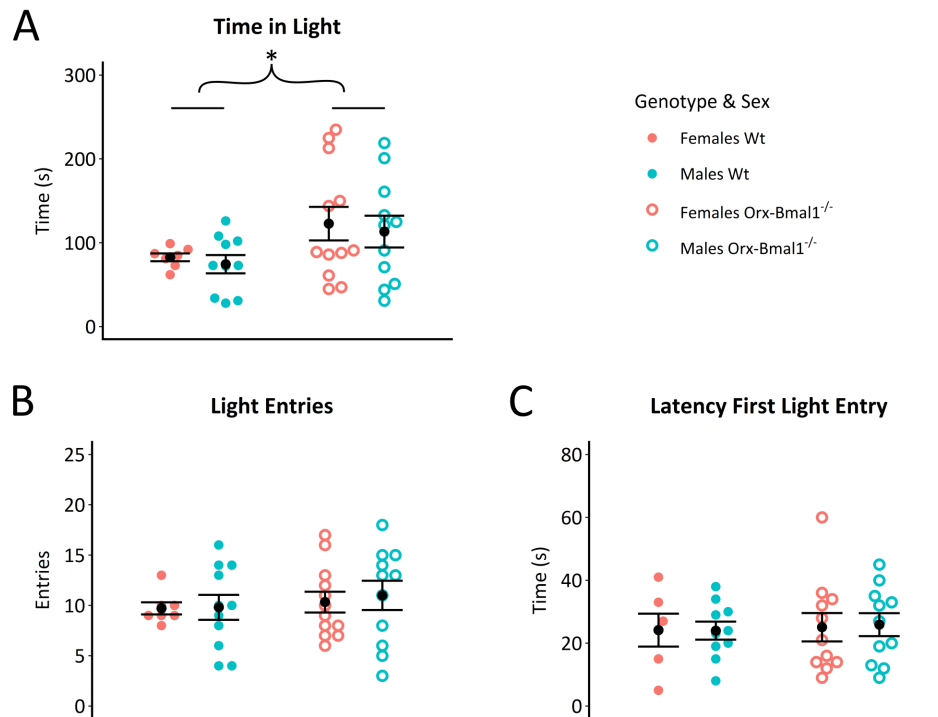 A
Time in Light
*
300
200
100
0
Time (s)
Genotype & Sex
Females Wt
Males Wt
Females Orx-Bmal1⁻/⁻
Males Orx-Bmal1⁻/⁻
B
Light Entries
25
20
15
10
5
0
Entries
C
Latency First Light Entry
80
60
40
20
0
Time (s)